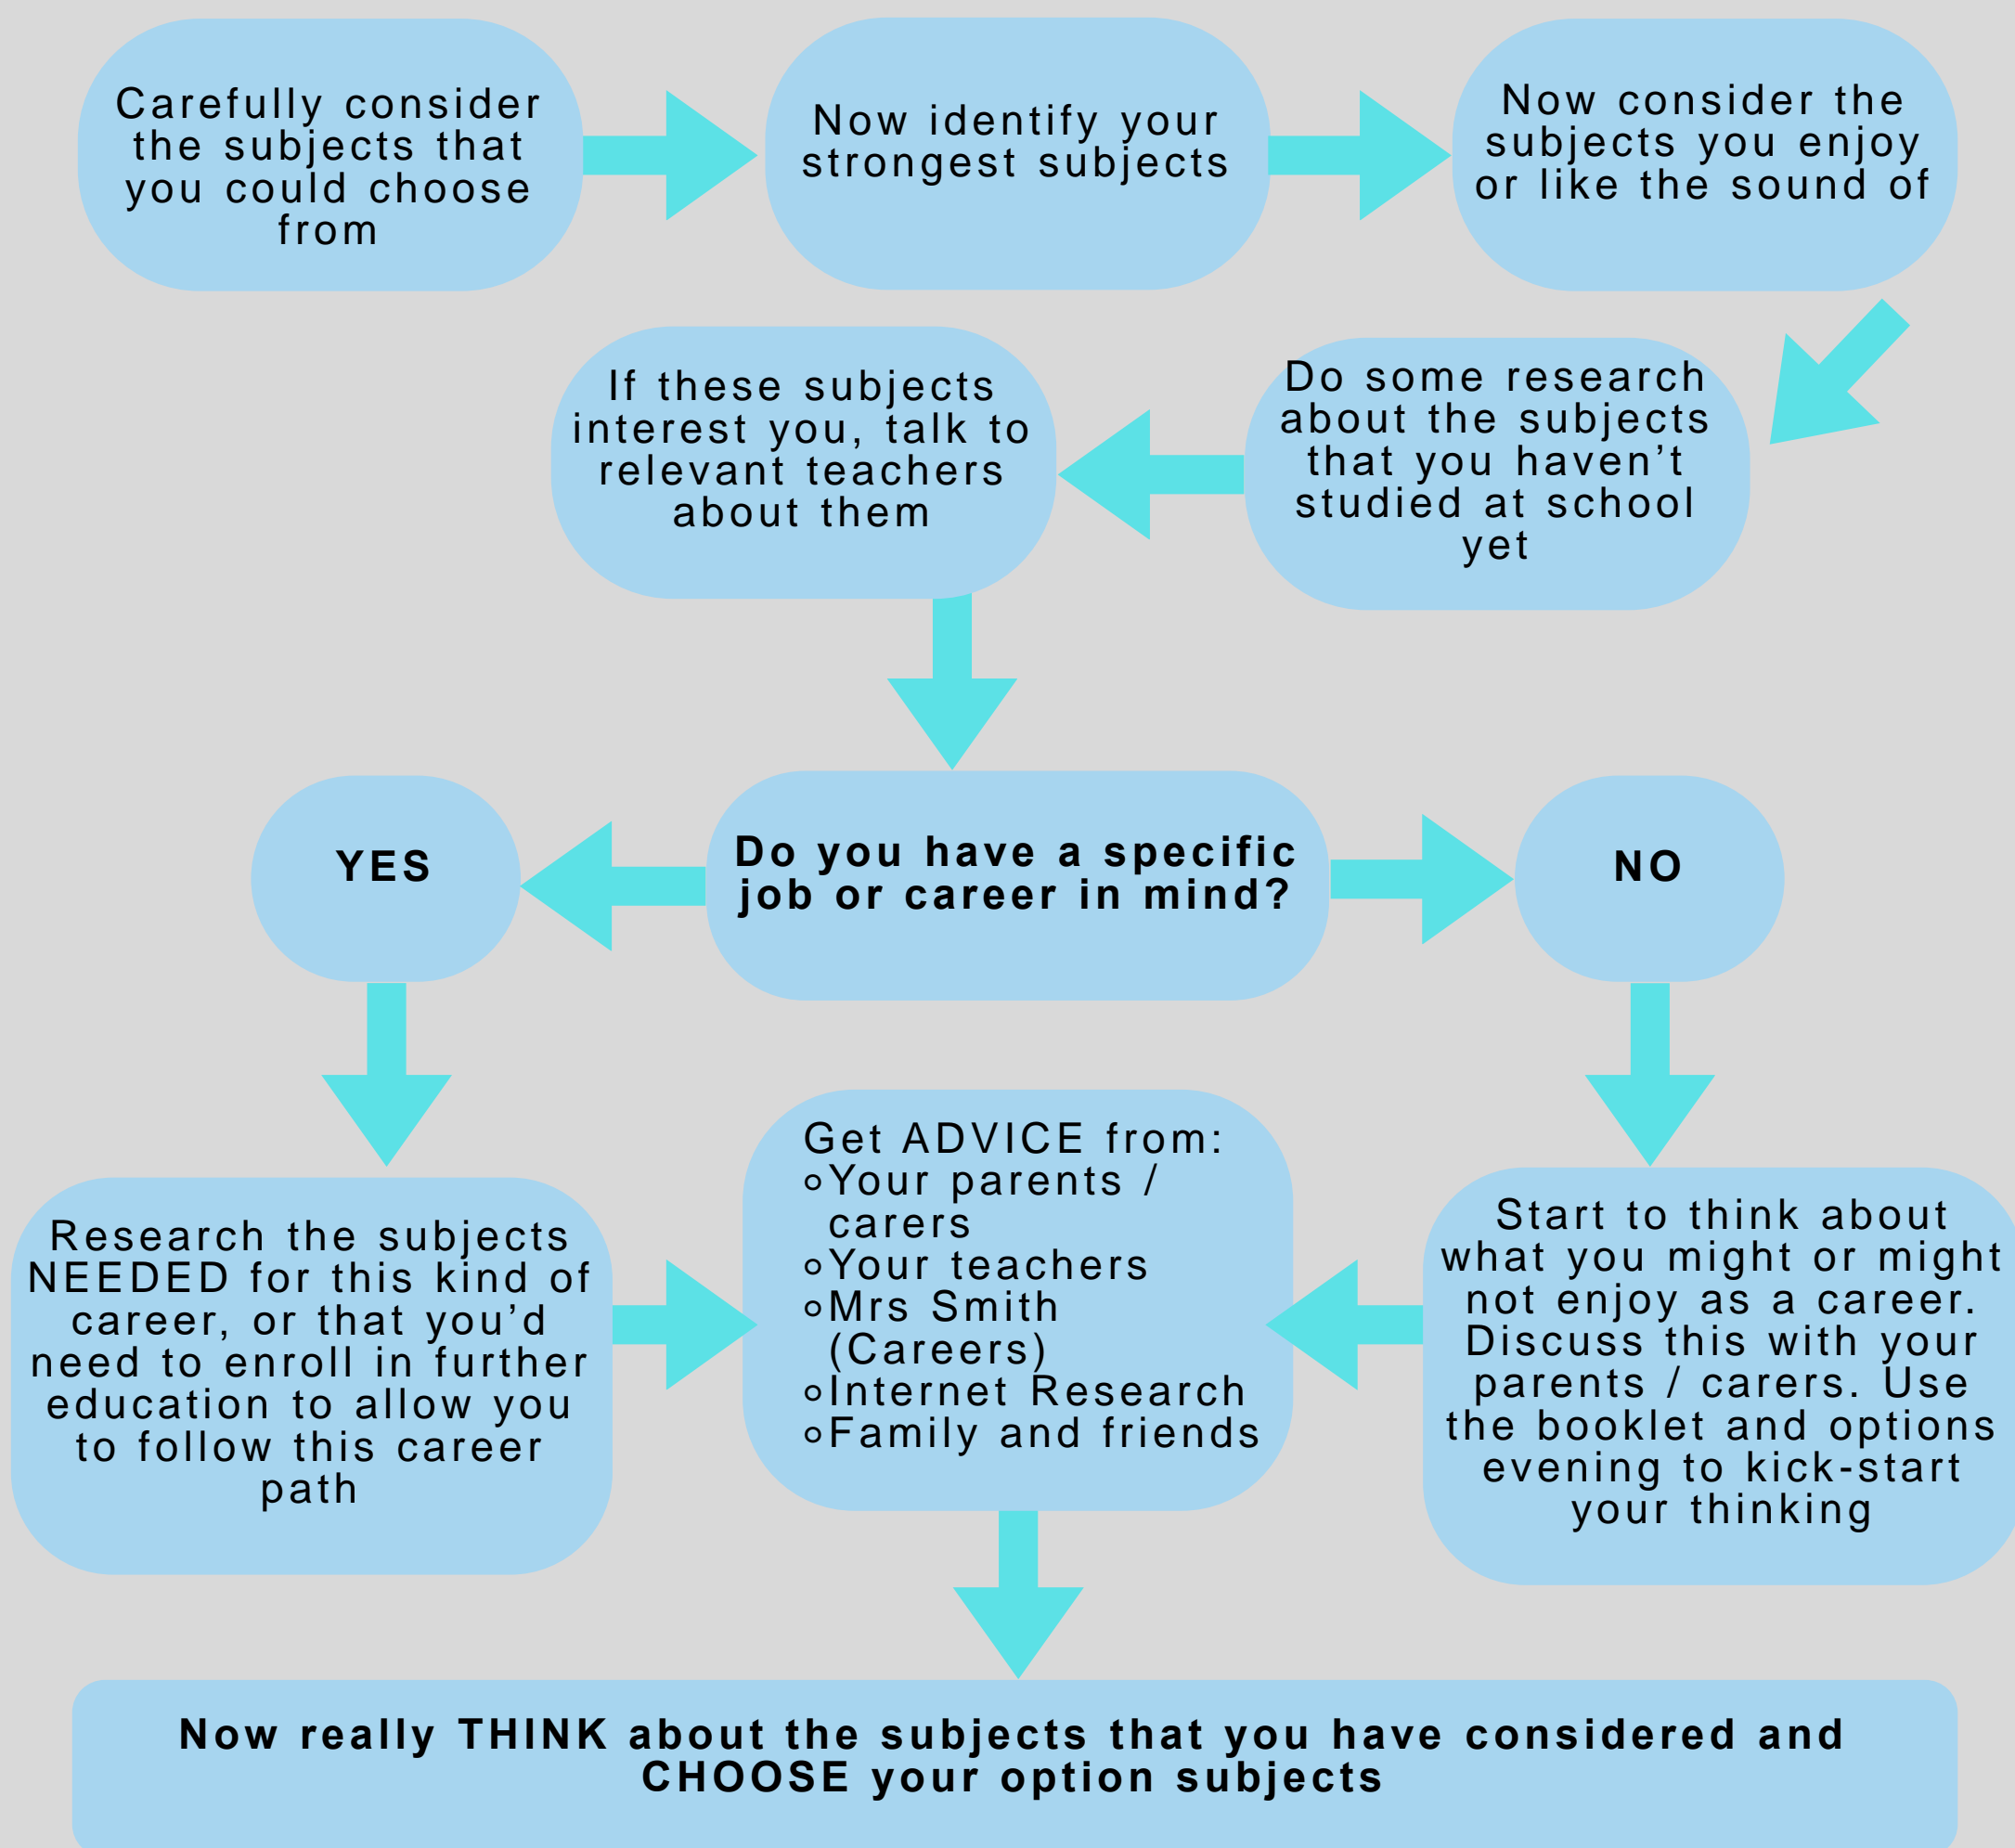 Carefully consider
the subjects that
you could choose
from
Now identify your
strongest subjects
Now consider the
subjects you enjoy
or like the sound of
Do some research
about the subjects
that you haven’t
studied at school
yet
If these subjects
interest you, talk to
relevant teachers
about them
Do you have a specific
job or career in mind?
YES
NO
Research the subjects
NEEDED for this kind of
career, or that you’d
need to enroll in further
education to allow you
to follow this career
path
Get ADVICE from:
◦Your parents /
carers
◦Your teachers
◦Mrs Smith
(Careers)
◦Internet Research
◦Family and friends
Start to think about
what you might or might
not enjoy as a career.
Discuss this with your
parents / carers. Use
the booklet and options
evening to kick-start
your thinking
Now really THINK about the subjects that you have considered and
CHOOSE your option subjects